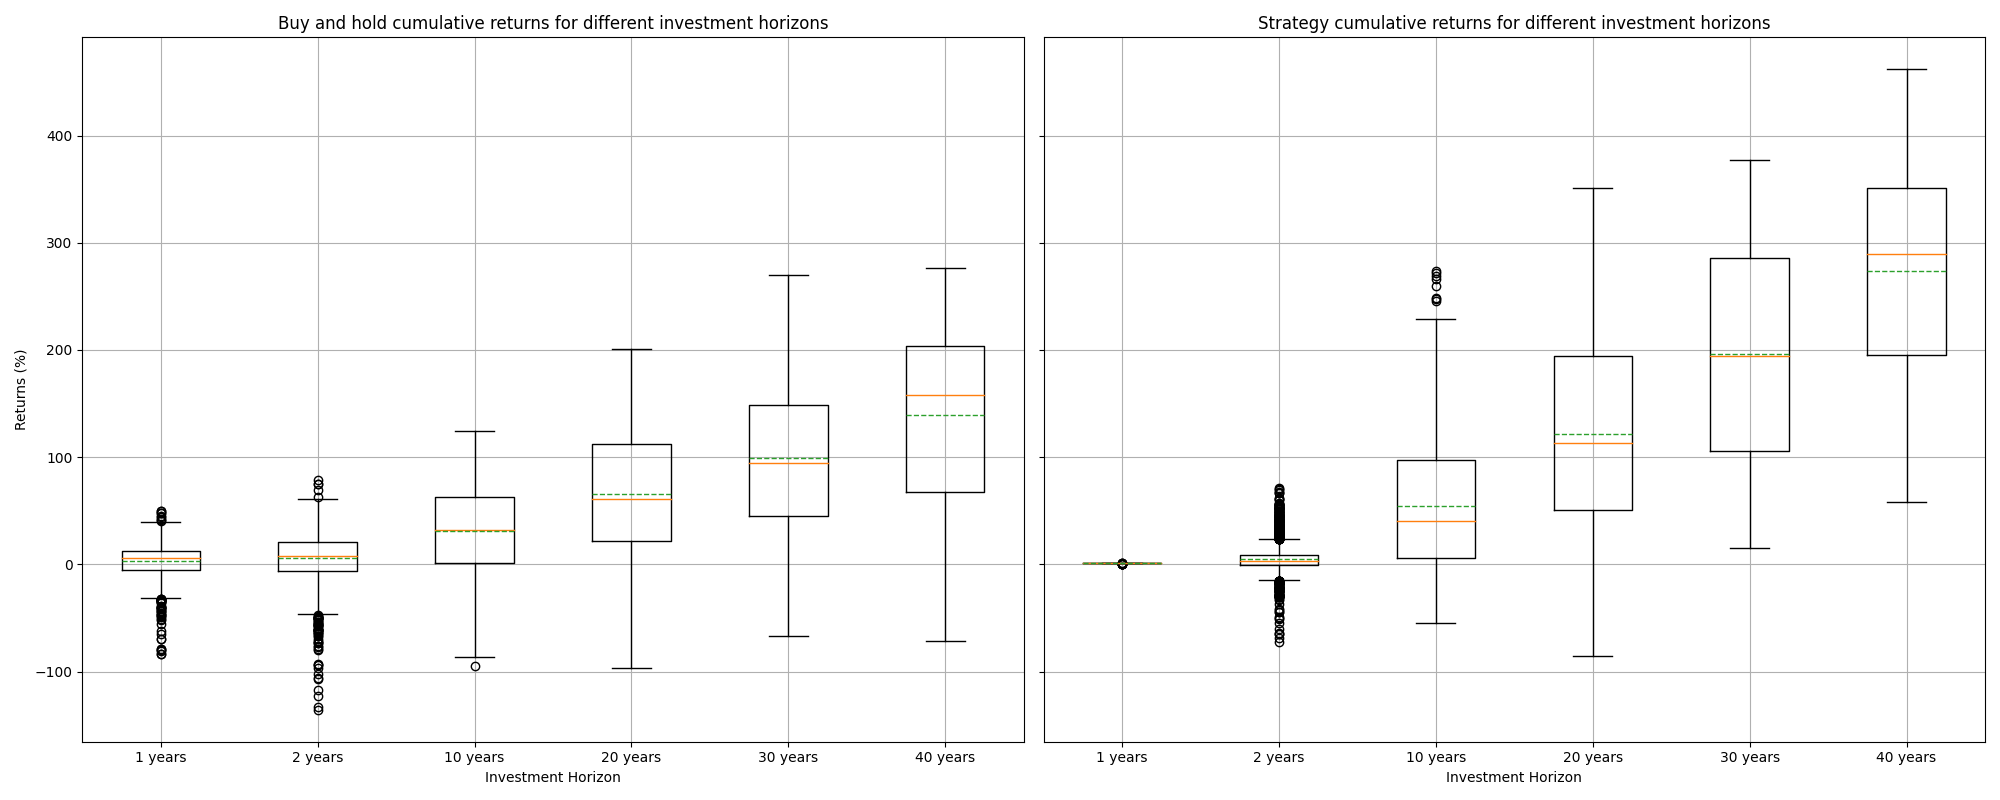 Buy and hold cumulative returns for different investment horizons
Strategy cumulative returns for different investment horizons
Returns (%)
400
300
200
100
0
−100
1 years
2 years
10 years
20 years
30 years
40 years
Investment Horizon
1 years
2 years
10 years
20 years
30 years
40 years
Investment Horizon